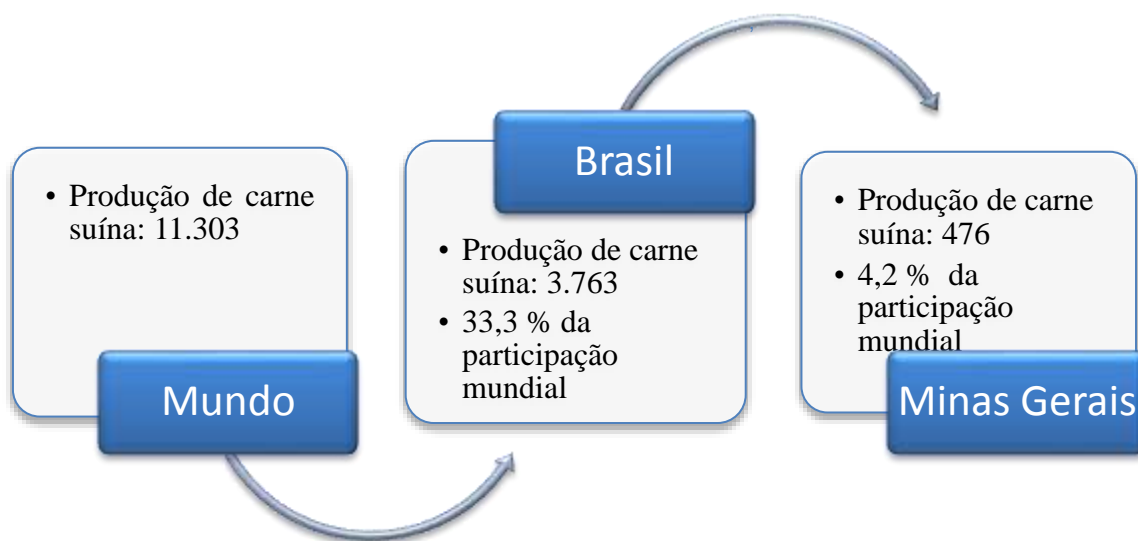 • Produção de carne
suína: 11.303
Mundo
Brasil
• Produção de carne
suína: 3.763
• 33,3 % da
participação
mundial
• Produção de carne
suína: 476
• 4,2 % da
participação
mundial
Minas Gerais